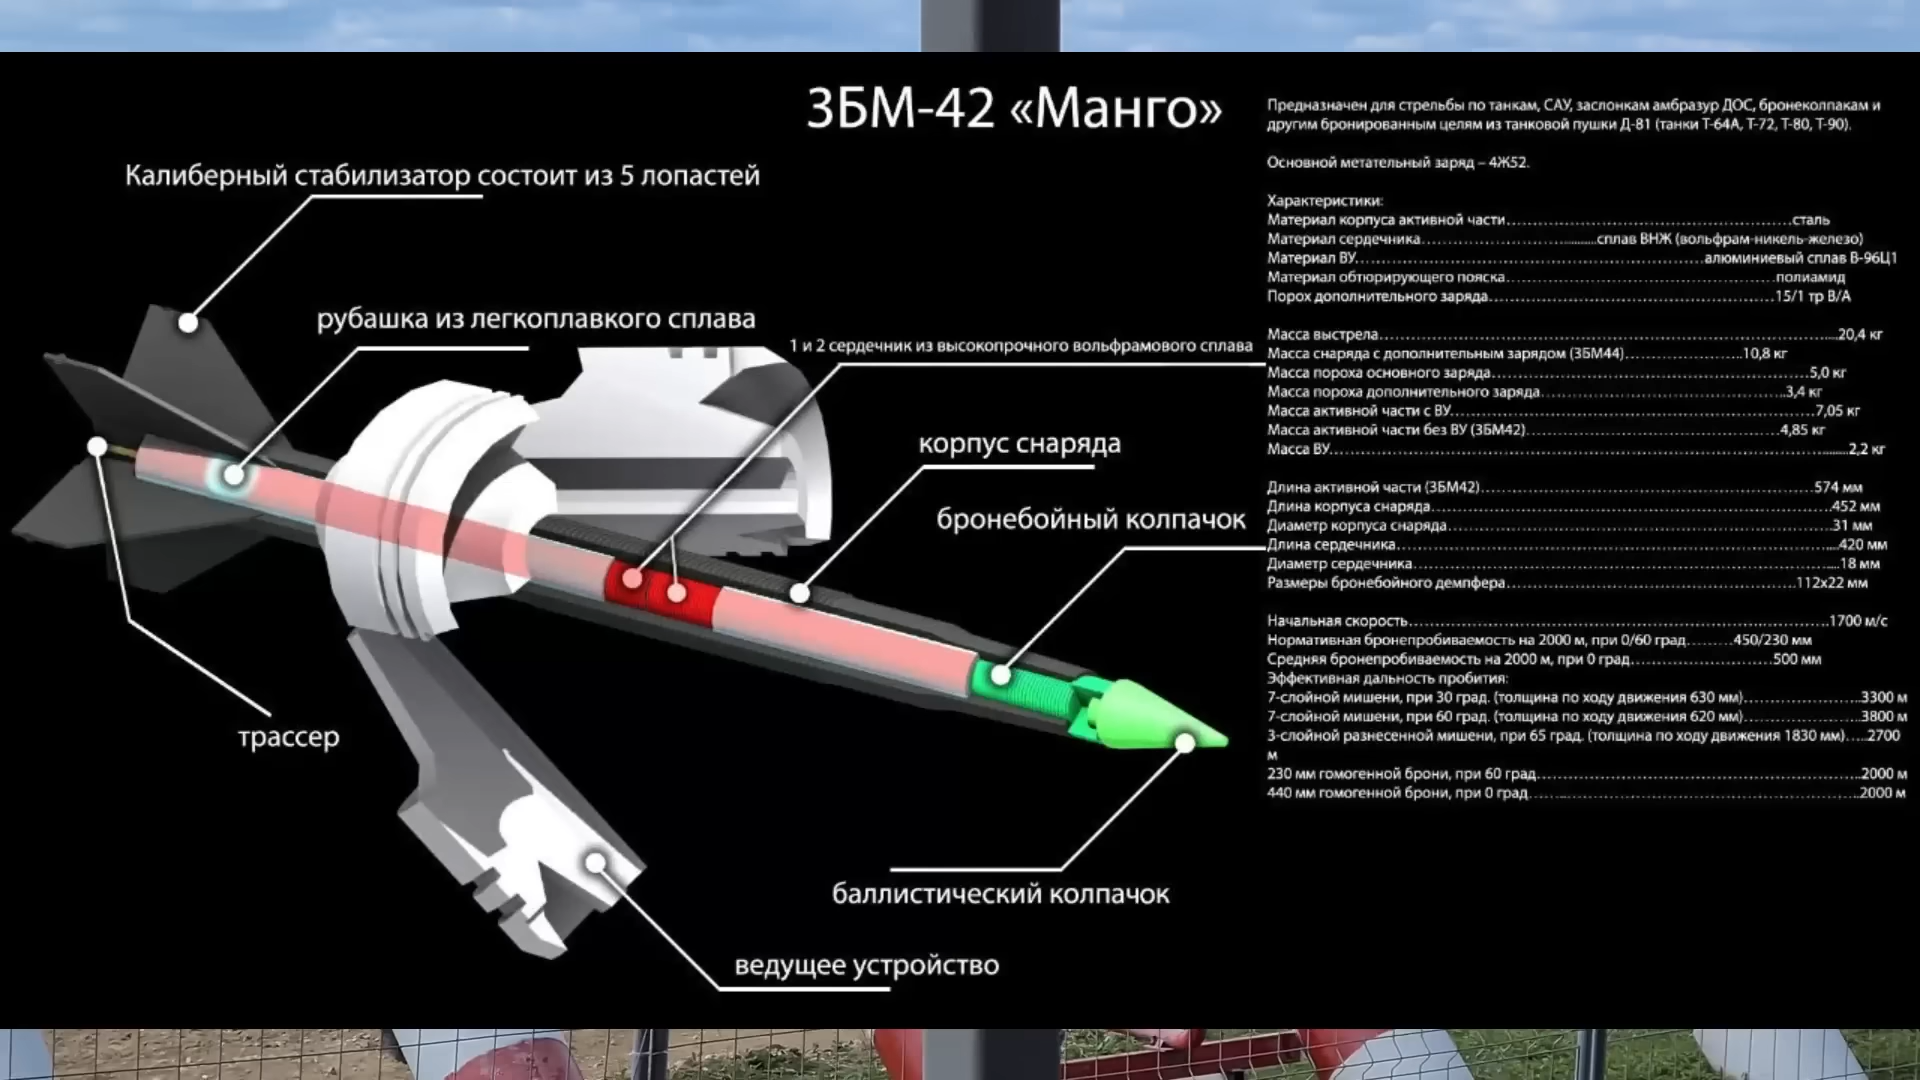 3БМ-42 «Манго»
Калиберный стабилизатор состоит из 5 лопастей
рубашка из легкоплавкого сплава
1 и 2 сердечник из высокопрочного вольфрамового сплава
корпус снаряда
бронебойный колпачок
трассер
баллистический колпачок
ведущее устройство
Предназначен для стрельбы по танкам, САУ, заслонкам амбразур ДОС, бронеколпакам и
другим бронированным целям из танковой пушки Д-81 (танки Т-64А, Т-72, Т-80, Т-90).
Основной метательный заряд – 4Ж52.
Характеристики:
Материал корпуса активной части...............сталь
Материал сердечника...............сплав ВНЖ (вольфрам-никель-железо)
Материал ВУ...............алюминиевый сплав В-96Ц1
Материал обтюрирующего пояска...............полиамид
Порох дополнительного заряда...............15/1 тр В/А
Масса выстрела...............20,4 кг
Масса снаряда с дополнительным зарядом (3БМ44)...............10,8 кг
Масса пороха основного заряда...............5,0 кг
Масса пороха дополнительного заряда...............3,4 кг
Масса активной части с ВУ...............7,05 кг
Масса активной части без ВУ (3БМ42)...............4,85 кг
Масса ВУ...............2,2 кг
Длина активной части (3БМ42)...............574 мм
Длина корпуса снаряда...............452 мм
Диаметр корпуса снаряда...............31 мм
Длина сердечника...............420 мм
Диаметр сердечника...............18 мм
Размеры бронебойного демпфера...............112х22 мм
Начальная скорость...............1700 м/с
Нормативная бронепробиваемость на 2000 м, при 0/60 град...............450/230 мм
Средняя бронепробиваемость на 2000 м, при 0 град...............500 мм
Эффективная дальность пробития:
7-слойной мишени, при 30 град. (толщина по ходу движения 630 мм)...............3300 м
7-слойной мишени, при 60 град. (толщина по ходу движения 620 мм)...............3800 м
3-слойной разнесенной мишени, при 65 град. (толщина по ходу движения 1830 мм).....2700
м
230 мм гомогенной брони, при 60 град...............2000 м
440 мм гомогенной брони, при 0 град...............2000 м